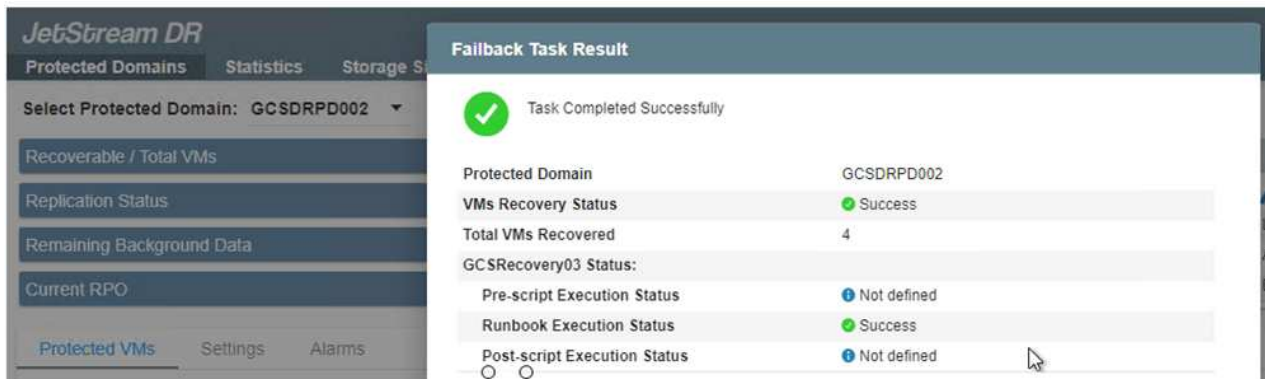 JetStream DR
Protected Domains Statistics Storage
Select Protected Domain: GCSDRPD002
Recoverable / Total VMs
Replication Status
Remaining Background Data
Current RPO
Protected VMs Settings Alarms
Failback Task Result
Task Completed Successfully
Protected Domain GCSDRPD002
VMs Recovery Status Success
Total VMs Recovered 4
GCSRecovery03 Status:
Pre-script Execution Status Not defined
Runbook Execution Status Success
Post-script Execution Status Not defined